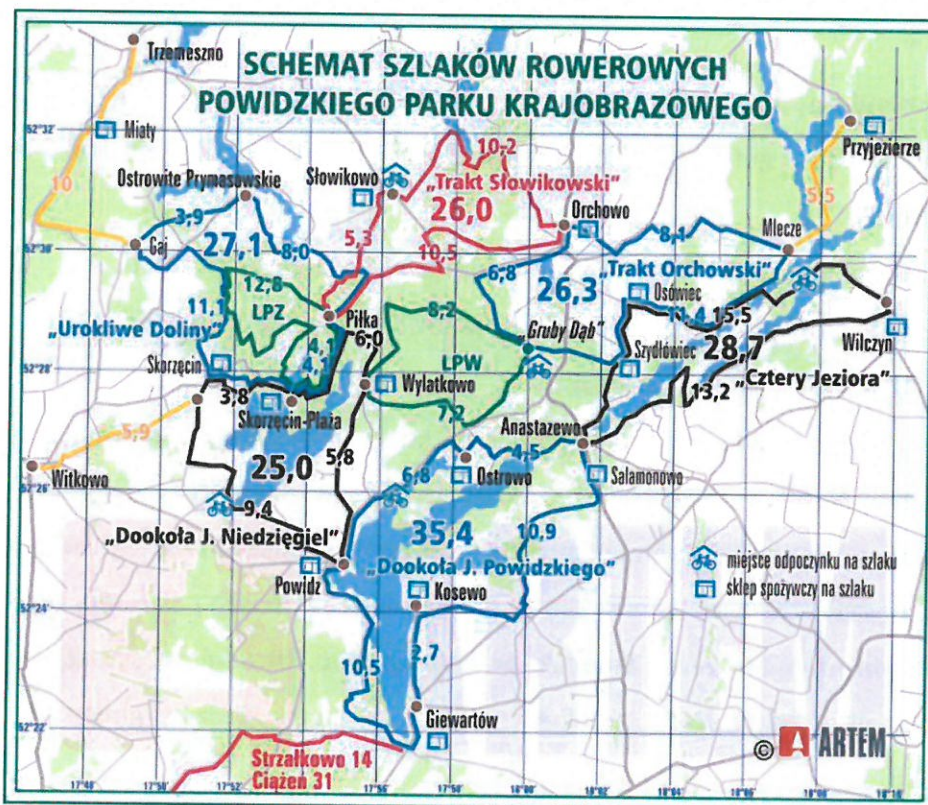 SCHEMAT SZLAKÓW ROWEROWYCH
POWIDZKIEGO PARKU KRAJOBRAZOWEGO
Trzemeszno
52°32'
Miaty
Przyjezierze
10
Ostrowite Prymasowskie
Słowikowo
10,2
„Trakt Słowikowski”
26,0
5,5
3,9
Orchowo
Mlecze
52°30'
Gaj
27,1
8,0
5,3
10,5
8,1
6,8
„Trakt Orchowski”
26,3
12,8
LPZ
11,1
8,2
Osówiec
11,4
15,5
„Urokliwe Doliny”
Piłka
6,0
4,1
4,1
Gruby Dąb”
Wilczyn
Szydłówiec
28,7
52°28'
Skorzęcin
LPW
Wylatkowo
„Cztery Jeziora”
13,2
3,8
Skorzęcin-Plaża
7,2
Anastazewo
5,9
25,0
5,8
4,5
Witkowo
6,8
Ostrowo
Salamonowo
52°26'
9,4
„Dookoła J. Niedzięgiel”
35,4
10,9
miejsce odpoczynku na szlaku
„Dookoła J. Powidzkiego”
Powidz
Kosewo
sklep spożywczy na szlaku
52°24'
10,5
2,7
Giewartów
52°22'
© A ARTEM
Strzałkowo 14
Ciążeń 31
17°48' 17°50' 17°52' 17°56' 17°58' 18°00' 18°02' 18°04' 18°06' 18°08' 18°10'